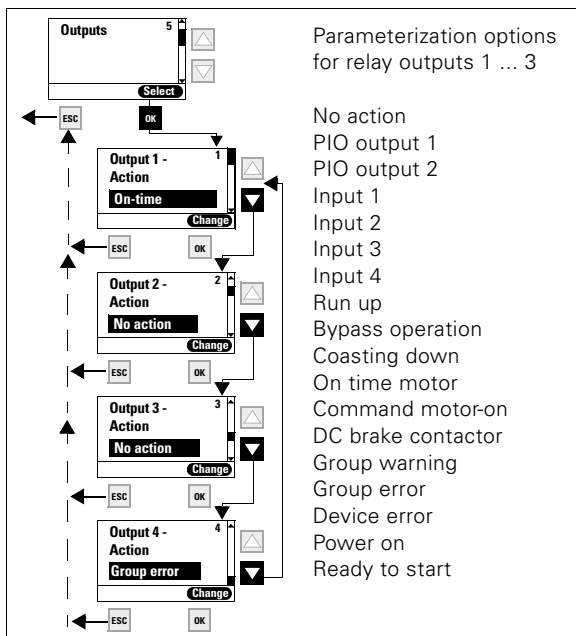 Outputs 5
Select
ESC
OK
Output 1 - 1
Action
On-time
Change
ESC
OK
Output 2 - 2
Action
No action
Change
ESC
OK
Output 3 - 3
Action
No action
Change
ESC
OK
Output 4 - 4
Action
Group error
Change
ESC
OK
Parameterization options
for relay outputs 1 ... 3
No action
PIO output 1
PIO output 2
Input 1
Input 2
Input 3
Input 4
Run up
Bypass operation
Coasting down
On time motor
Command motor-on
DC brake contactor
Group warning
Group error
Device error
Power on
Ready to start